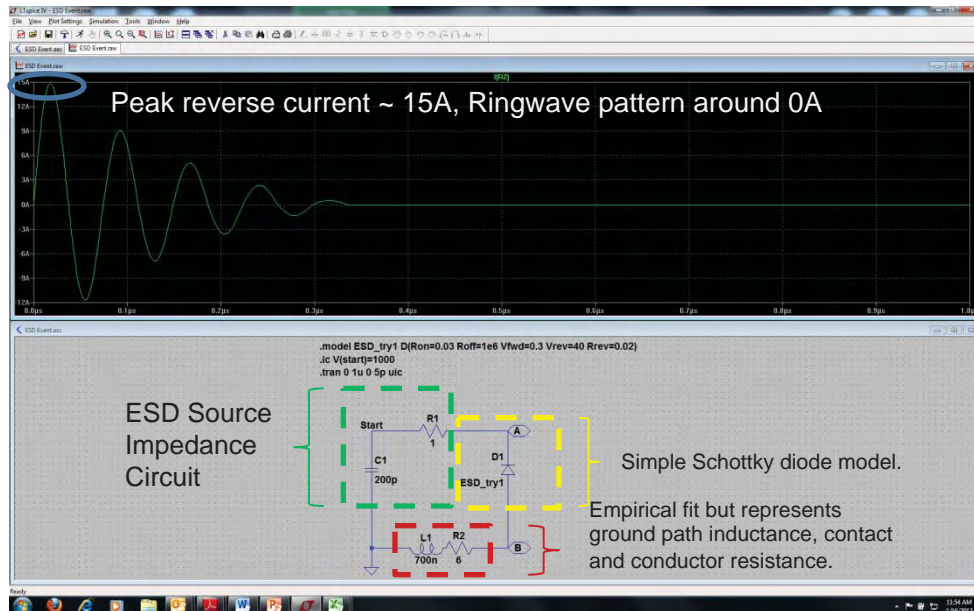 LTspice IV - ESD Event.raw
File View Plot Settings Simulation Tools Window Help
ESD Event.asc ESD Event.raw
ESD Event.raw
I(R2)
15A
Peak reverse current ~ 15A, Ringwave pattern around 0A
12A
9A
6A
3A
0A
-3A
-6A
-9A
-12A
0.0µs 0.1µs 0.2µs 0.3µs 0.4µs 0.5µs 0.6µs 0.7µs 0.8µs 0.9µs
ESD Event.asc
.model ESD_try1 D(Ron=0.03 Roff=1e6 Vfwd=0.3 Vrev=40 Rrev=0.02)
.ic V(start)=1000
.tran 0 1u 0 5p uic
ESD Source
Impedance
Circuit
Start
R1
1
A
C1
200p
D1
ESD_try1
Simple Schottky diode model.
Empirical fit but represents
ground path inductance, contact
and conductor resistance.
L1
700n
R2
6
B
Ready
11:54 AM